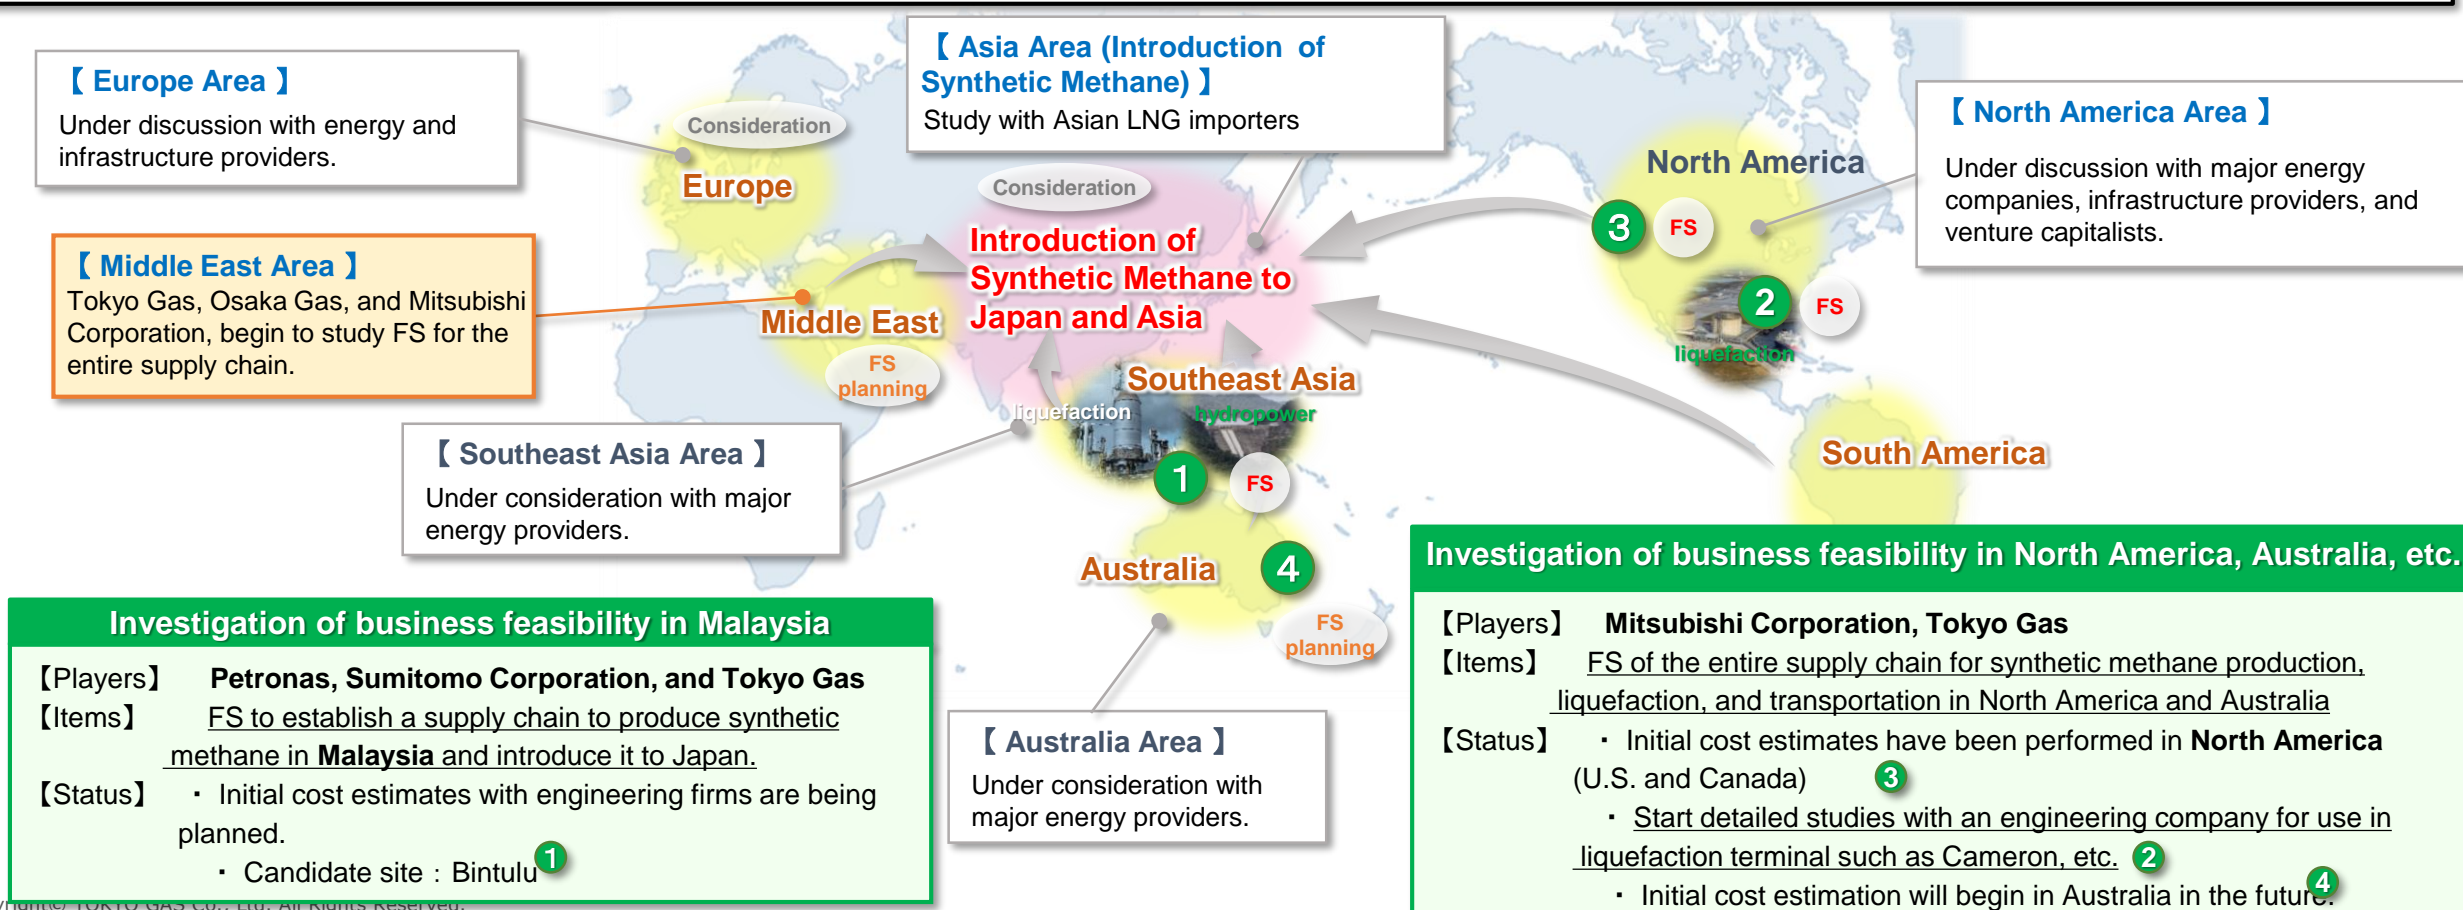 【 Europe Area 】
Under discussion with energy and
infrastructure providers.
【 Middle East Area 】
Tokyo Gas, Osaka Gas, and Mitsubishi
Corporation, begin to study FS for the
entire supply chain.
【 Asia Area (Introduction of
Synthetic Methane) 】
Study with Asian LNG importers
【 North America Area 】
Under discussion with major energy
companies, infrastructure providers, and
venture capitalists.
Consideration
Europe
Consideration
Introduction of
Synthetic Methane to
Japan and Asia
North America
3
FS
2
FS
liquefaction
Middle East
FS
planning
Southeast Asia
liquefaction
hydropower
1
FS
South America
【 Southeast Asia Area 】
Under consideration with major
energy providers.
Australia
4
FS
planning
【 Australia Area 】
Under consideration with
major energy providers.
Investigation of business feasibility in Malaysia
【Players】 Petronas, Sumitomo Corporation, and Tokyo Gas
【Items】 FS to establish a supply chain to produce synthetic
methane in Malaysia and introduce it to Japan.
【Status】 ・ Initial cost estimates with engineering firms are being
planned.
・ Candidate site : Bintulu 1
Investigation of business feasibility in North America, Australia, etc.
【Players】 Mitsubishi Corporation, Tokyo Gas
【Items】 FS of the entire supply chain for synthetic methane production,
liquefaction, and transportation in North America and Australia
【Status】 ・ Initial cost estimates have been performed in North America
(U.S. and Canada) 3
・ Start detailed studies with an engineering company for use in
liquefaction terminal such as Cameron, etc. 2
・ Initial cost estimation will begin in Australia in the future. 4
TOKYO GAS Co., Ltd. All Rights Reserved.